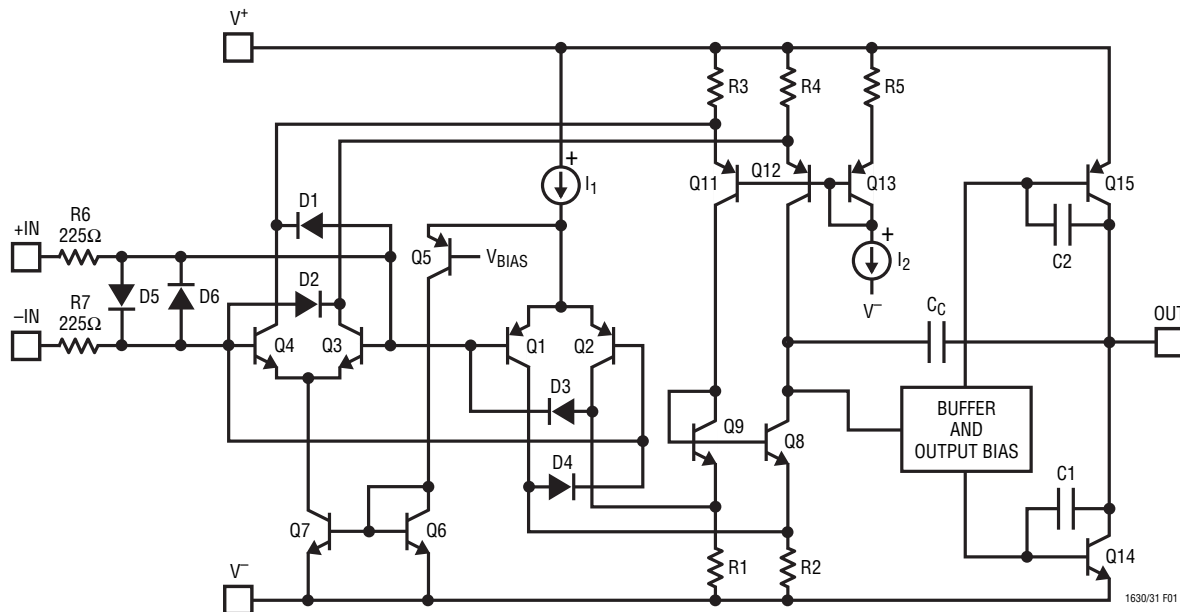 V+
R3
R4
R5
+
I1
Q11
Q12
Q13
Q15
D1
+IN
R6
225Ω
Q5
VBIAS
+
I2
C2
D5
D6
D2
R7
225Ω
V−
CC
OUT
−IN
Q4
Q3
Q1
Q2
D3
BUFFER
AND
OUTPUT BIAS
Q9
Q8
D4
C1
Q7
Q6
R1
R2
Q14
V−
1630/31 F01